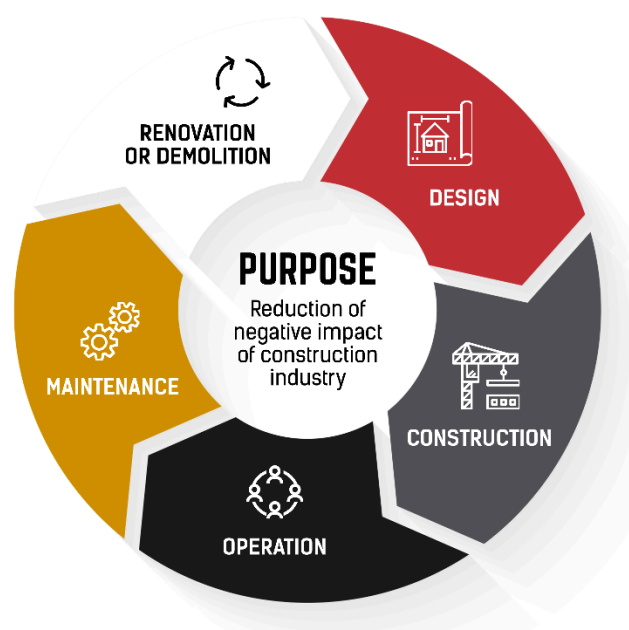 RENOVATION
OR DEMOLITION
DESIGN
PURPOSE
Reduction of
negative impact
of construction
industry
MAINTENANCE
CONSTRUCTION
OPERATION